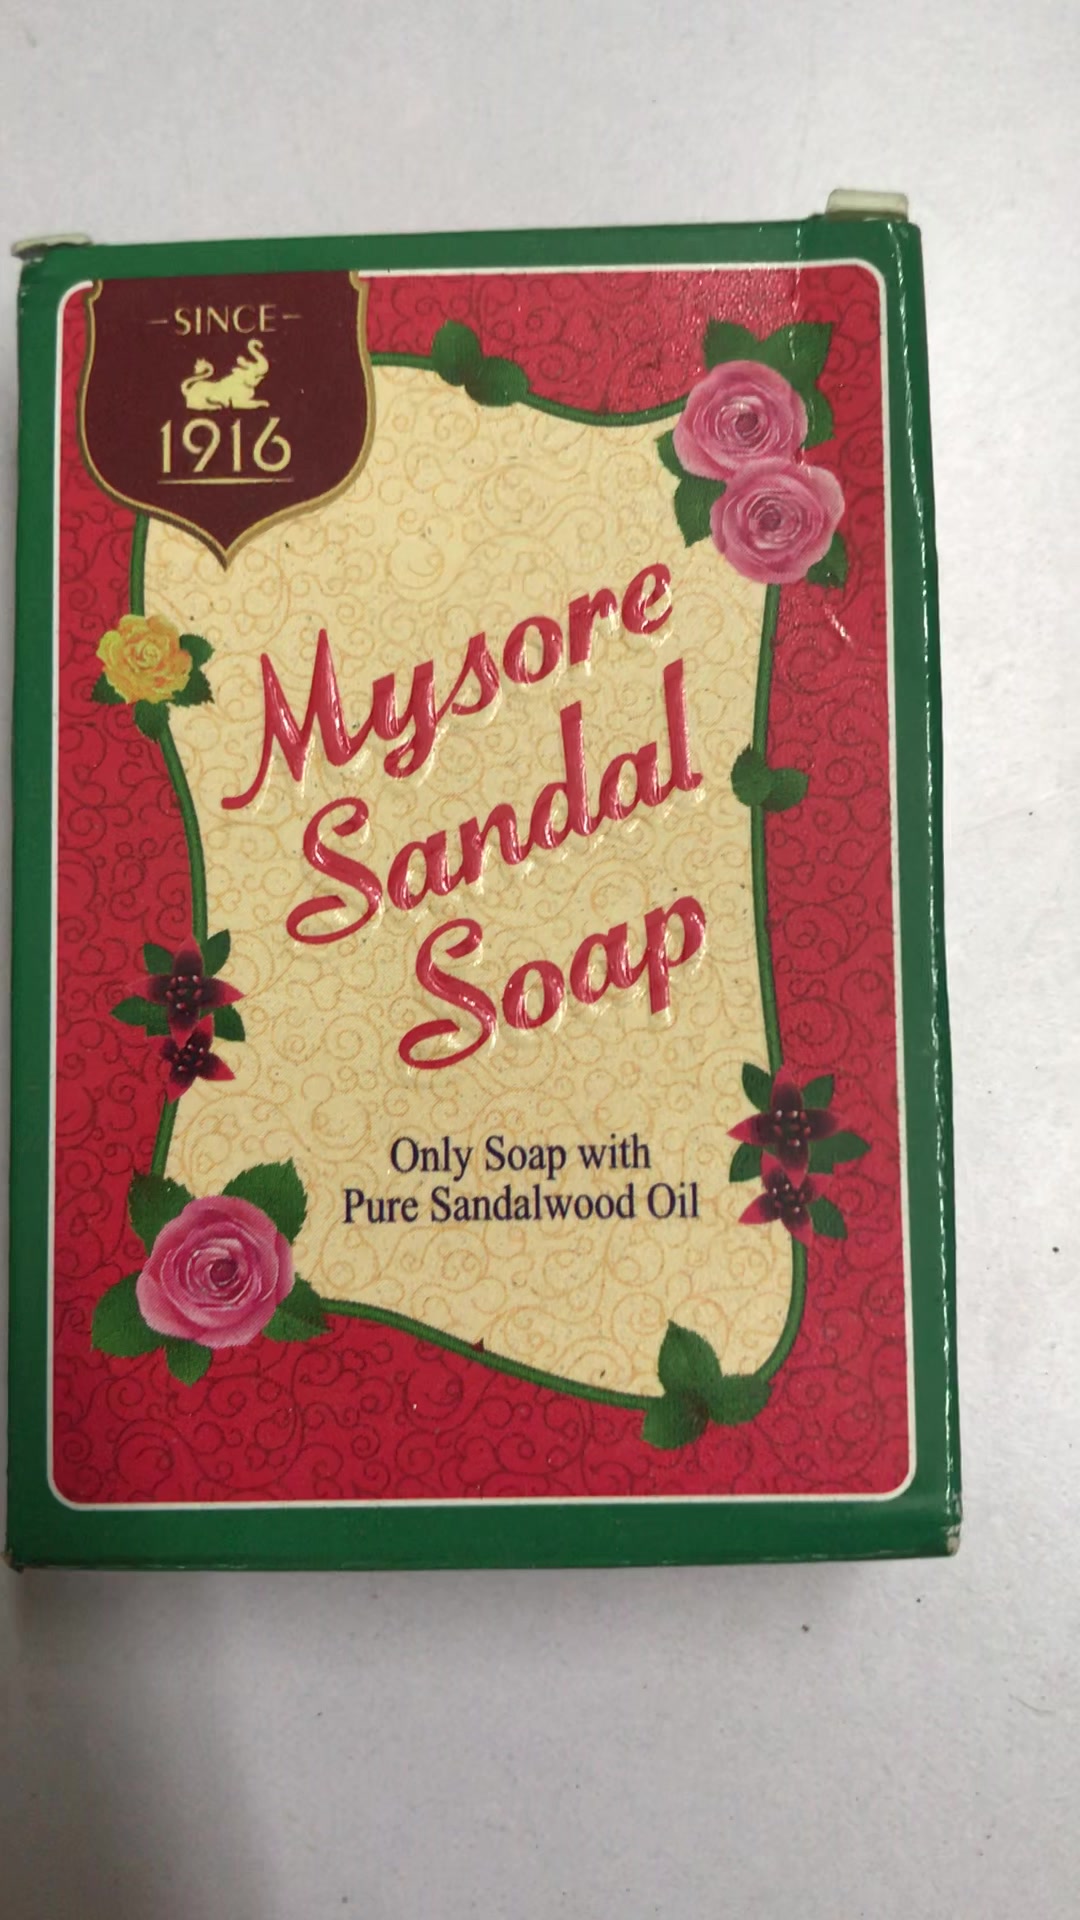 -SINCE-
1916
Mysore
Sandal
Soap
Only Soap with
Pure Sandalwood Oil